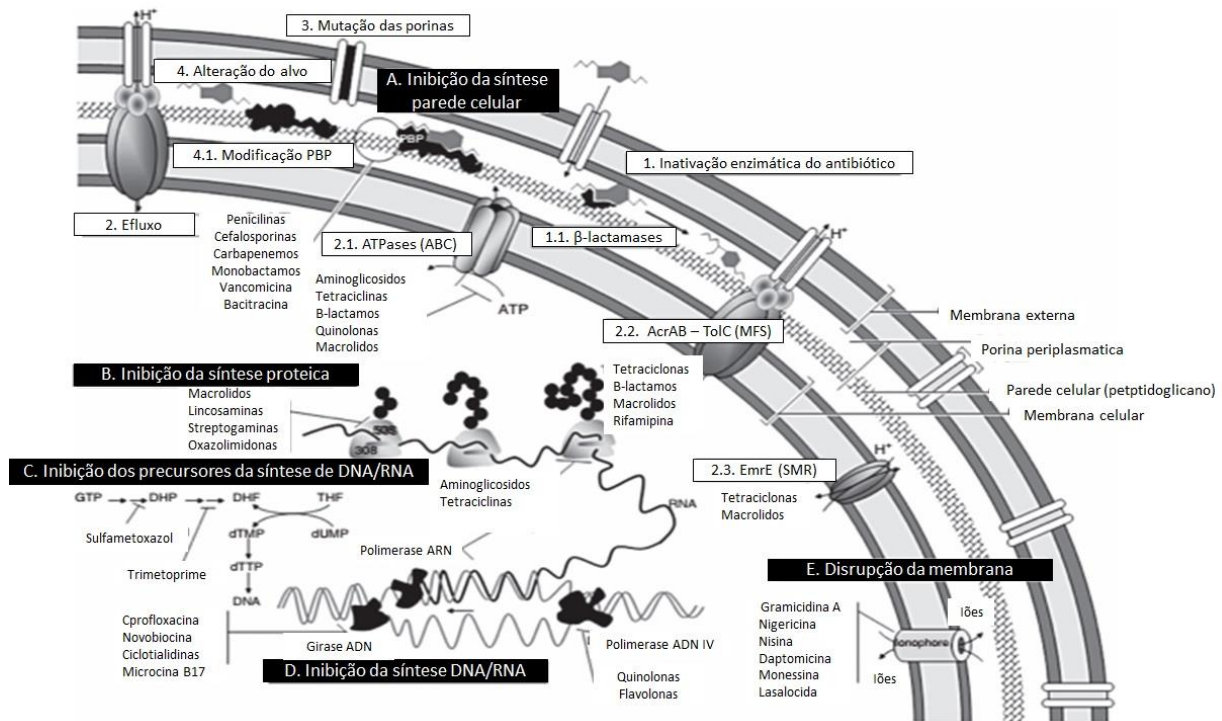 H⁺
3. Mutação das porinas
4. Alteração do alvo
A. Inibição da síntese
parede celular
PBP
4.1. Modificação PBP
1. Inativação enzimática do antibiótico
2. Efluxo
Penicilinas
Cefalosporinas
Carbapenemos
Monobactamos
Vancomicina
Bacitracina
2.1. ATPases (ABC)
1.1. β-lactamases
H⁺
Aminoglicosidos
Tetraciclinas
B-lactamos
Quinolonas
Macrolidos
ATP
2.2. AcrAB – TolC (MFS)
Membrana externa
Porina periplasmatica
Parede celular (petptidoglicano)
Membrana celular
B. Inibição da síntese proteica
Macrolidos
Lincosaminas
Streptogaminas
Oxazolimidonas
50S
30S
Tetraciclonas
B-lactamos
Macrolidos
Rifamipina
Aminoglicosidos
Tetraciclinas
RNA
H⁺
2.3. EmrE (SMR)
Tetraciclonas
Macrolidos
C. Inibição dos precursores da síntese de DNA/RNA
GTP
DHP
DHF
THF
Sulfametoxazol
dTMP
dUMP
Trimetoprime
dTTP
DNA
Polimerase ARN
Cprofloxacina
Novobiocina
Ciclotialidinas
Microcina B17
Girase ADN
Polimerase ADN IV
D. Inibição da síntese DNA/RNA
Quinolonas
Flavolonas
E. Disrupção da membrana
Gramicidina A
Nigericina
Nisina
Daptomicina
Monessina
Lasalocida
Iões
Ionophore
Iões